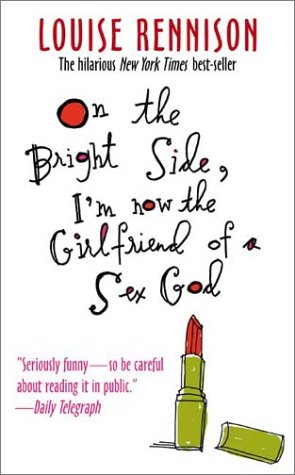 LOUISE RENNISON
The hilarious New York Times best-seller
On the
Bright Side,
I'm now the
Girlfriend of a
Sex God
"Seriously funny—so be careful
about reading it in public."
—Daily Telegraph